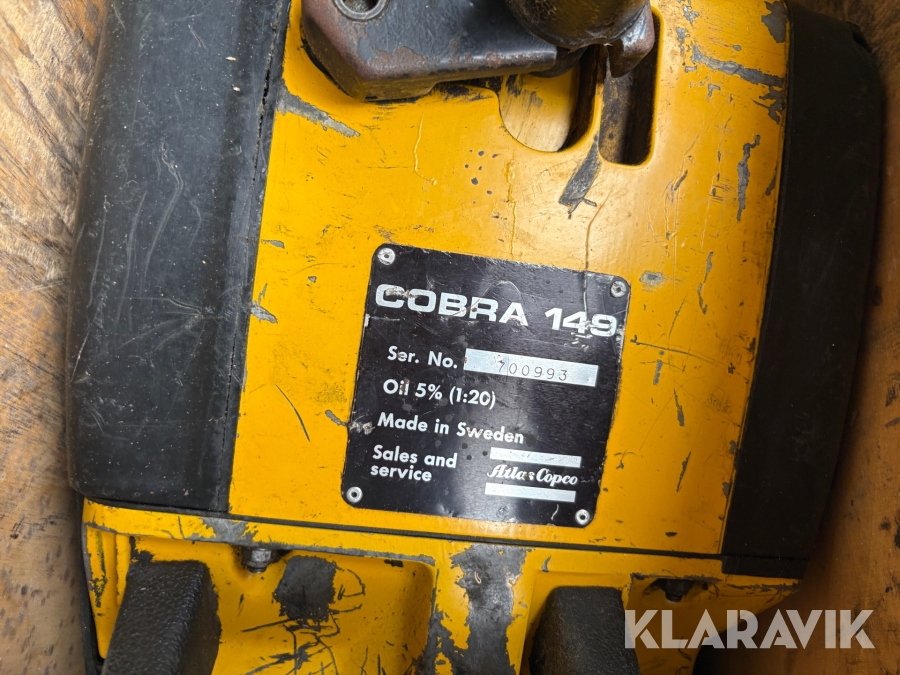 COBRA 149
Ser. No. 700993
Oil 5% (1:20)
Made in Sweden
Sales and
service
Atlas Copco
KLARAVIK